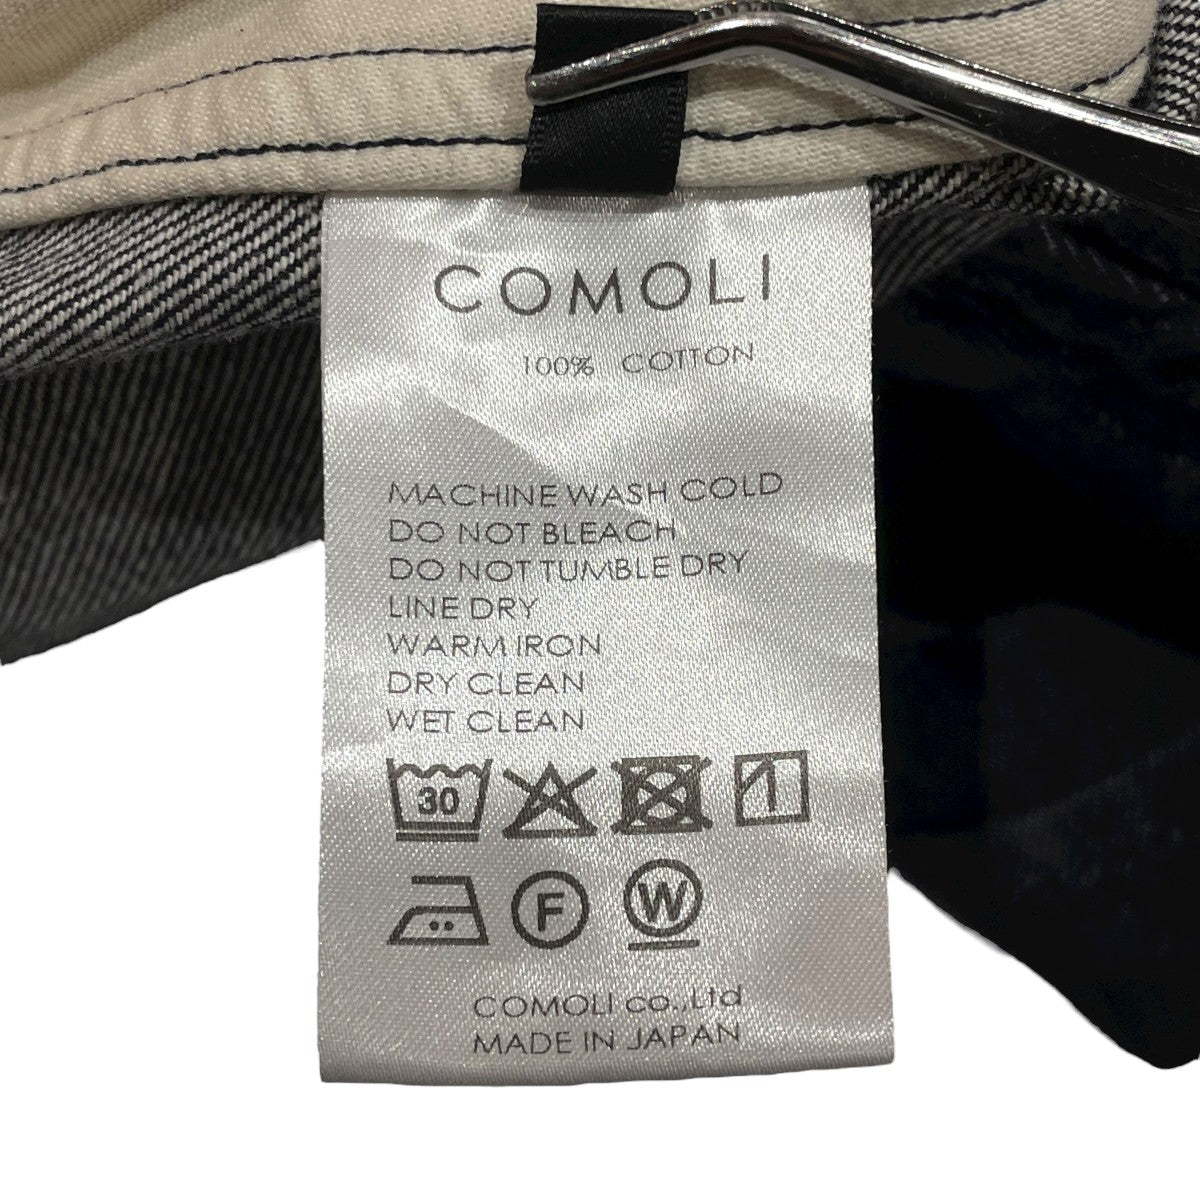 COMOLI
100% COTTON
MACHINE WASH COLD
DO NOT BLEACH
DO NOT TUMBLE DRY
LINE DRY
WARM IRON
DRY CLEAN
WET CLEAN
30
F W
COMOLI co.,Ltd
MADE IN JAPAN